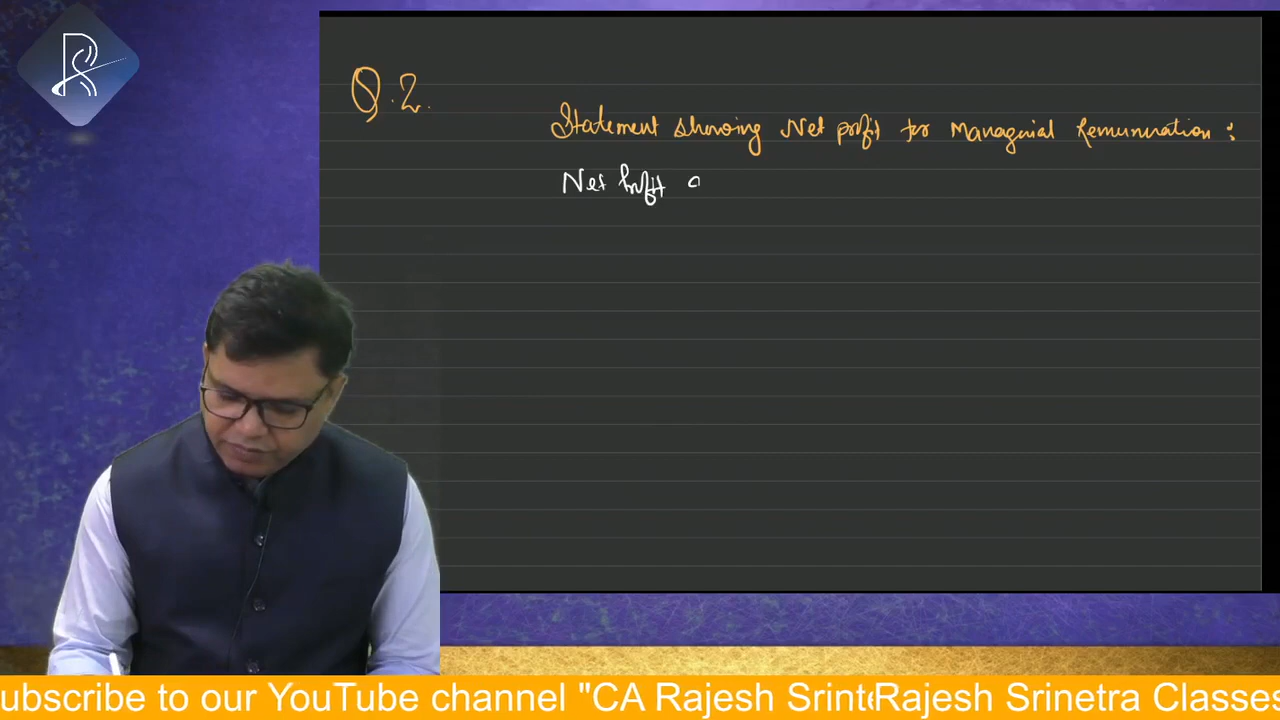 RS
Q.2.
Statement showing Net profit for Managerial Remuneration :
Net Profit
ubscribe to our YouTube channel "CA Rajesh Srint
Rajesh Srinetra Classes